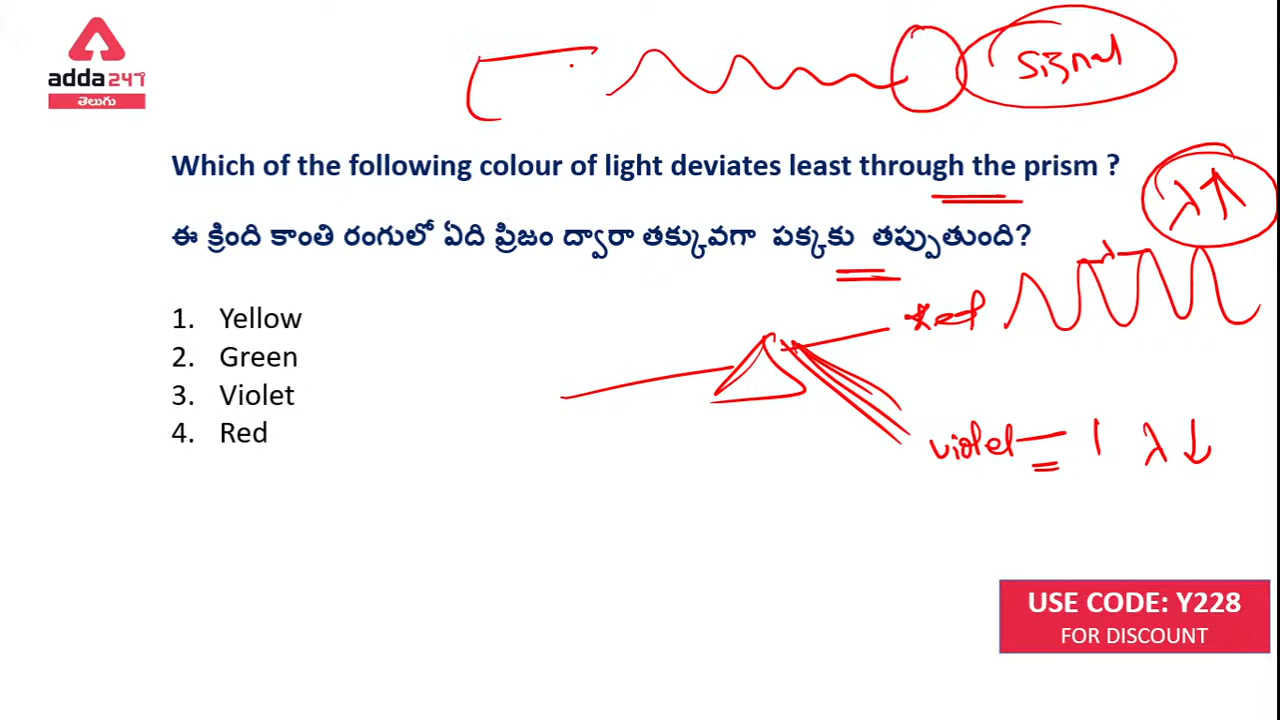 adda247
తెలుగు
signal
Which of the following colour of light deviates least through the prism ?
λ↑
ఈ క్రింది కాంతి రంగులో ఏది ప్రిజం ద్వారా తక్కువగా పక్కకు తప్పుతుంది?
λ
Red
1. Yellow
2. Green
3. Violet
4. Red
violet — λ ↓
USE CODE: Y228
FOR DISCOUNT